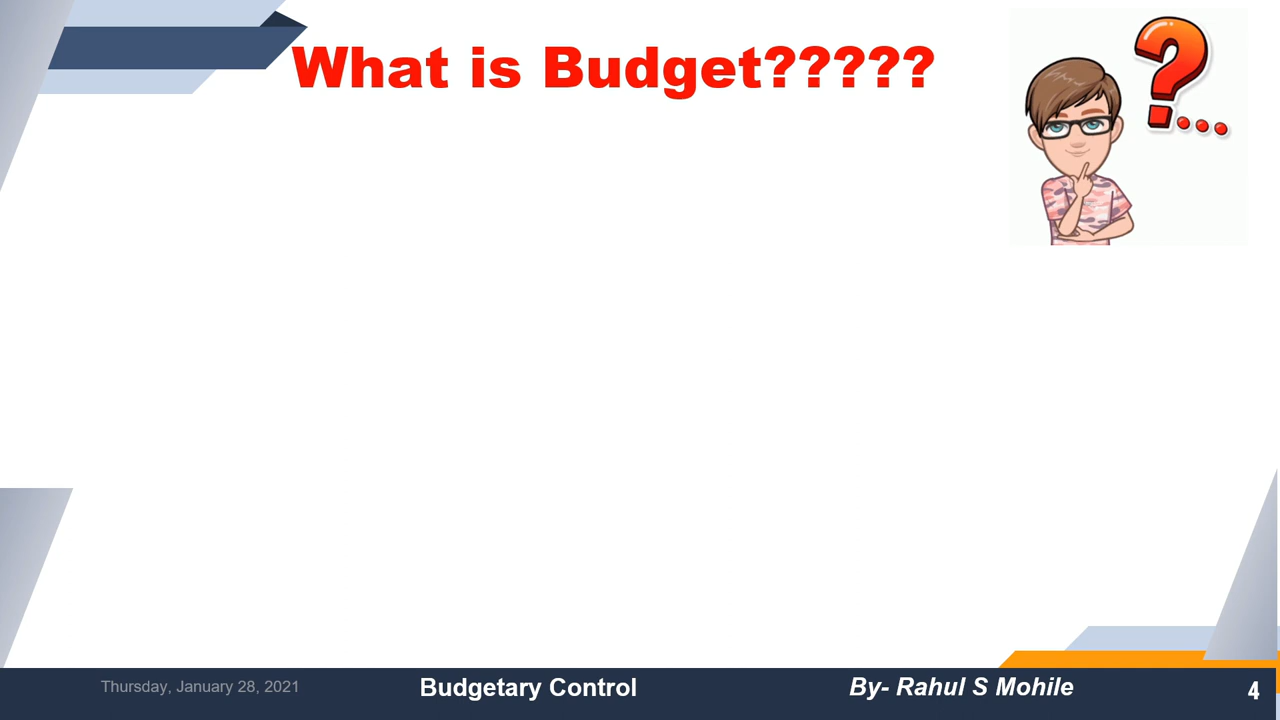 What is Budget?????
?...
Thursday, January 28, 2021
Budgetary Control
By- Rahul S Mohile
4